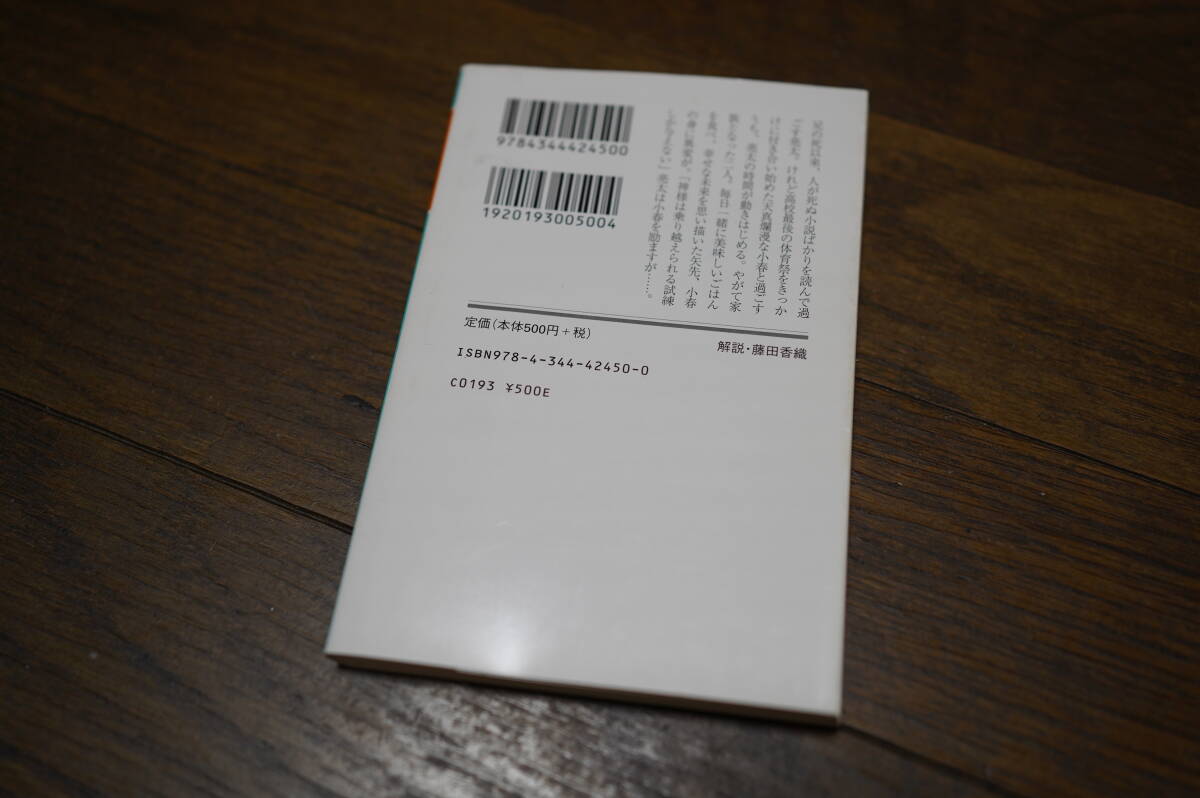 兄の死以来、人が死ぬ小説ばかりを読んで過
ごす亮太。けれど高校最後の体育祭をきっか
けに付き合い始めた天真爛漫な小春と過ごす
うち、亮太の時間が動きはじめる。やがて家
族となった二人。毎日一緒に美味しいごはん
を食べ、幸せな未来を思い描いた矢先、小春
の身に異変が。「神様は乗り越えられる試練
しか与えない」亮太は小春を励ますが……。
9784344424500
1920193005004
解説・藤田香織
定価(本体500円+税)
ISBN978-4-344-42450-0
C0193 ¥500E